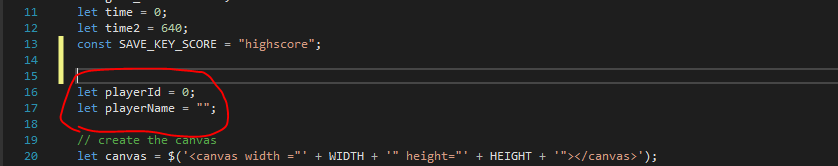 11 let time = 0;
12 let time2 = 640;
13 const SAVE_KEY_SCORE = "highscore";
14
15
16 let playerId = 0;
17 let playerName = "";
18
19 // create the canvas
20 let canvas = $('<canvas width ="' + WIDTH + '" height="' + HEIGHT + '"></canvas>');